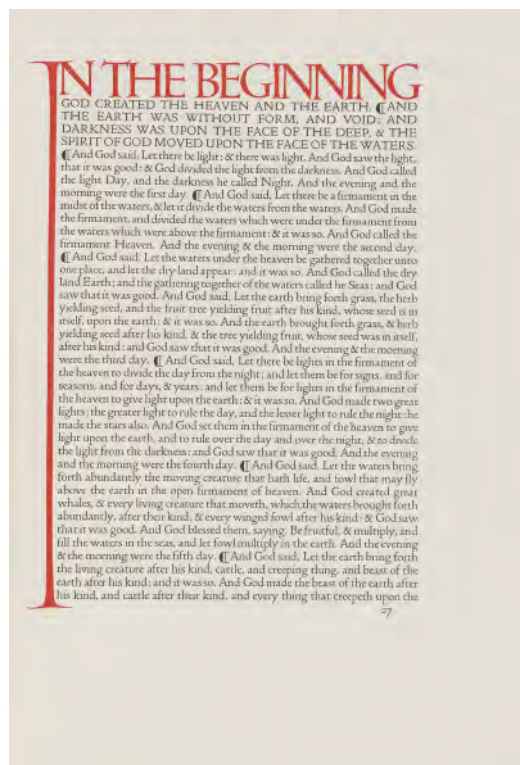 IN THE BEGINNING
GOD CREATED THE HEAVEN AND THE EARTH. ¶AND
THE EARTH WAS WITHOUT FORM, AND VOID; AND
DARKNESS WAS UPON THE FACE OF THE DEEP, & THE
SPIRIT OF GOD MOVED UPON THE FACE OF THE WATERS.
¶And God said, Let there be light: & there was light. And God saw the light,
that it was good: & God divided the light from the darkness. And God called
the light Day, and the darkness he called Night. And the evening and the
morning were the first day. ¶And God said, Let there be a firmament in the
midst of the waters, & let it divide the waters from the waters. And God made
the firmament, and divided the waters which were under the firmament from
the waters which were above the firmament: & it was so. And God called the
firmament Heaven. And the evening & the morning were the second day.
¶And God said, Let the waters under the heaven be gathered together unto
one place, and let the dry land appear: and it was so. And God called the dry
land Earth; and the gathering together of the waters called he Seas: and God
saw that it was good. And God said, Let the earth bring forth grass, the herb
yielding seed, and the fruit tree yielding fruit after his kind, whose seed is in
itself, upon the earth: & it was so. And the earth brought forth grass, & herb
yielding seed after his kind, & the tree yielding fruit, whose seed was in itself,
after his kind: and God saw that it was good. And the evening & the morning
were the third day. ¶And God said, Let there be lights in the firmament of
the heaven to divide the day from the night; and let them be for signs, and for
seasons, and for days, & years: and let them be for lights in the firmament of
the heaven to give light upon the earth: & it was so. And God made two great
lights; the greater light to rule the day, and the lesser light to rule the night: he
made the stars also. And God set them in the firmament of the heaven to give
light upon the earth, and to rule over the day and over the night, & to divide
the light from the darkness: and God saw that it was good. And the evening
and the morning were the fourth day. ¶And God said, Let the waters bring
forth abundantly the moving creature that hath life, and fowl that may fly
above the earth in the open firmament of heaven. And God created great
whales, & every living creature that moveth, which the waters brought forth
abundantly, after their kind, & every winged fowl after his kind: & God saw
that it was good. And God blessed them, saying, Be fruitful, & multiply, and
fill the waters in the seas, and let fowl multiply in the earth. And the evening
& the morning were the fifth day. ¶And God said, Let the earth bring forth
the living creature after his kind, cattle, and creeping thing, and beast of the
earth after his kind: and it was so. And God made the beast of the earth after
his kind, and cattle after their kind, and every thing that creepeth upon the
27